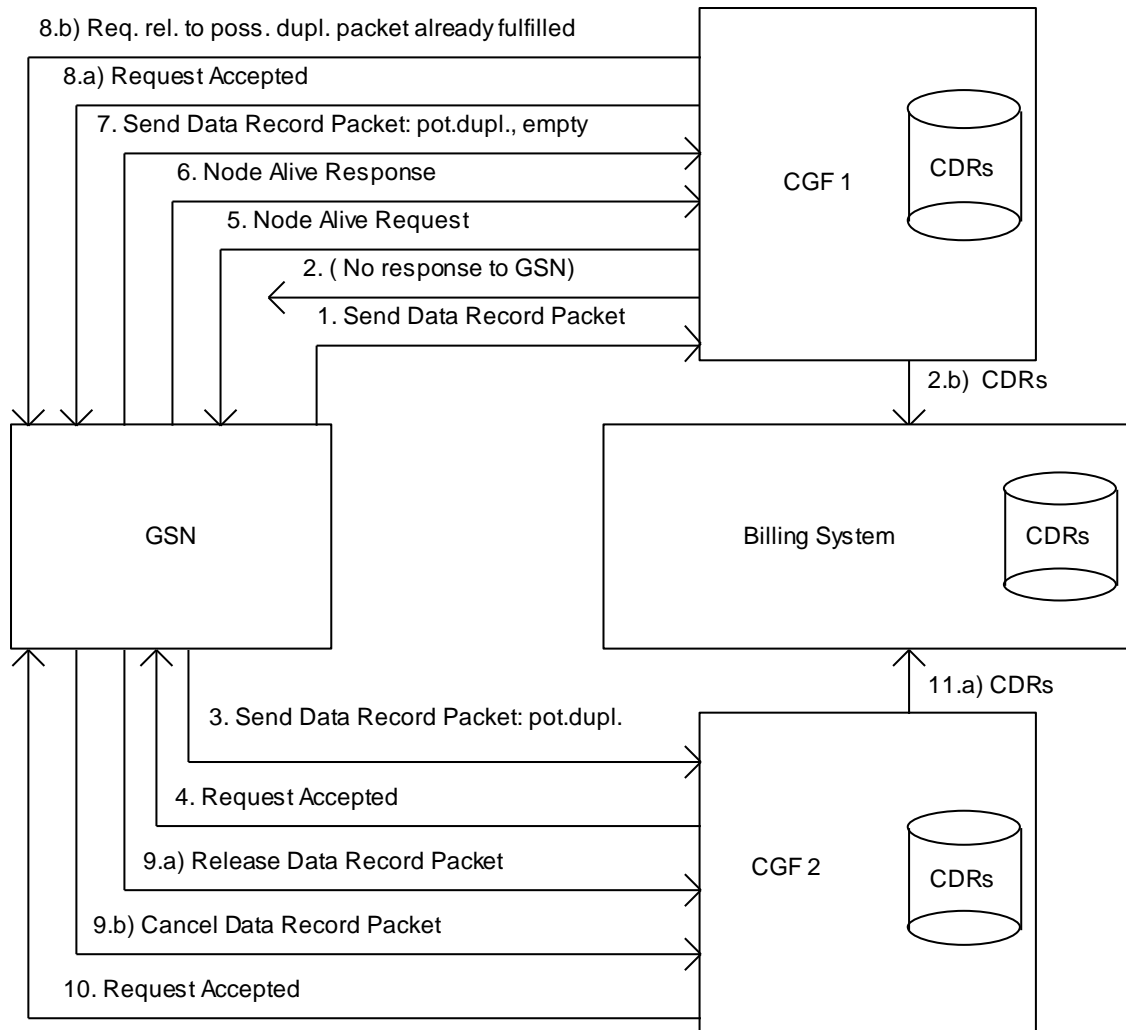 8.b) Req. rel. to poss. dupl. packet already fulfilled
8.a) Request Accepted
7. Send Data Record Packet: pot.dupl., empty
6. Node Alive Response
5. Node Alive Request
2. ( No response to GSN)
1. Send Data Record Packet
CGF 1
CDRs
2.b) CDRs
GSN
Billing System
CDRs
11.a) CDRs
3. Send Data Record Packet: pot.dupl.
4. Request Accepted
9.a) Release Data Record Packet
9.b) Cancel Data Record Packet
10. Request Accepted
CGF 2
CDRs